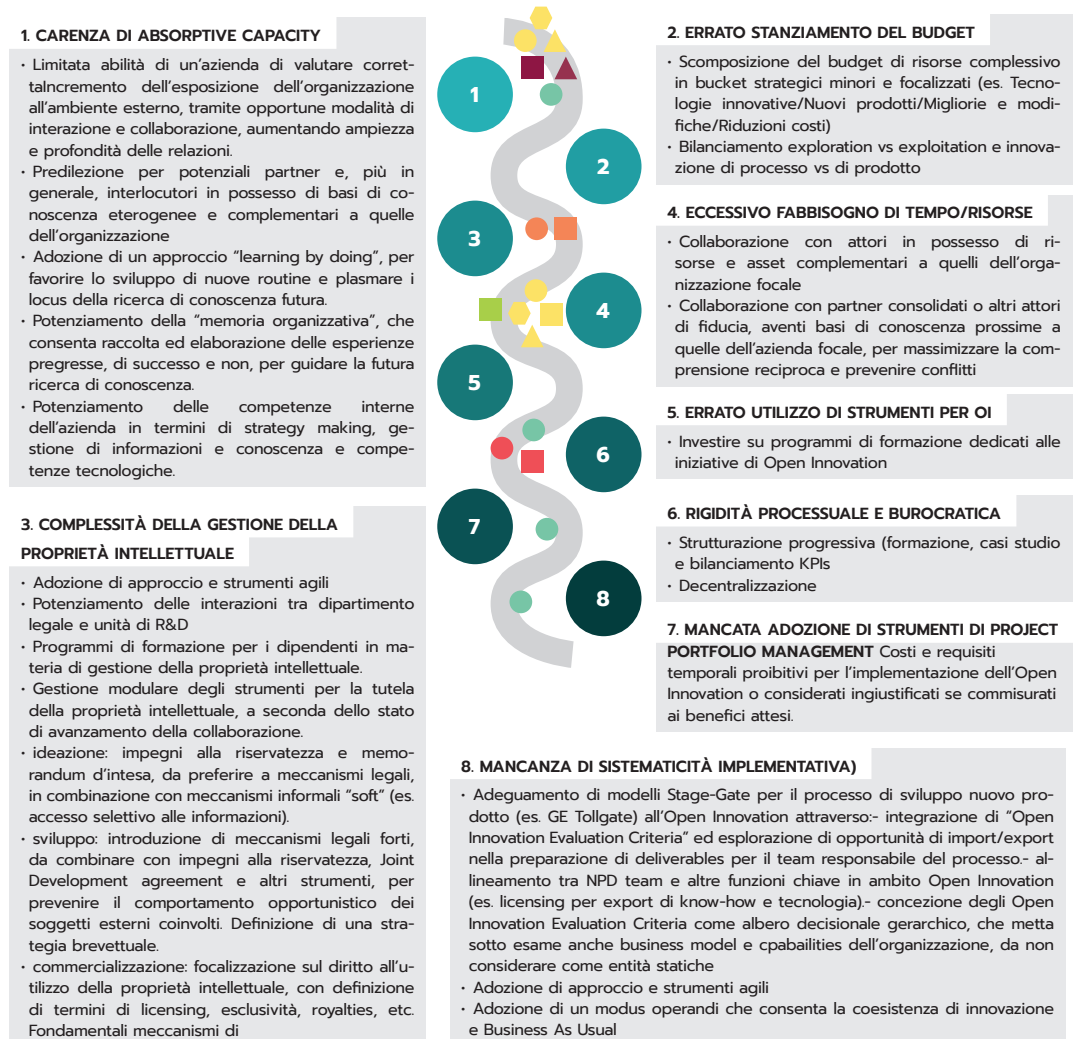 1. CARENZA DI ABSORPTIVE CAPACITY
• Limitata abilità di un’azienda di valutare corret-
taIncremento dell’esposizione dell’organizzazione
all’ambiente esterno, tramite opportune modalità di
interazione e collaborazione, aumentando ampiezza
e profondità delle relazioni.
• Predilezione per potenziali partner e, più in
generale, interlocutori in possesso di basi di co-
noscenza eterogenee e complementari a quelle
dell’organizzazione
• Adozione di un approccio “learning by doing”, per
favorire lo sviluppo di nuove routine e plasmare i
locus della ricerca di conoscenza futura.
• Potenziamento della “memoria organizzativa”, che
consenta raccolta ed elaborazione delle esperienze
pregresse, di successo e non, per guidare la futura
ricerca di conoscenza.
• Potenziamento delle competenze interne
dell’azienda in termini di strategy making, ge-
stione di informazioni e conoscenza e compe-
tenze tecnologiche.
3. COMPLESSITÀ DELLA GESTIONE DELLA
PROPRIETÀ INTELLETTUALE
• Adozione di approccio e strumenti agili
• Potenziamento delle interazioni tra dipartimento
legale e unità di R&D
• Programmi di formazione per i dipendenti in ma-
teria di gestione della proprietà intellettuale.
• Gestione modulare degli strumenti per la tutela
della proprietà intellettuale, a seconda dello stato
di avanzamento della collaborazione.
• ideazione: impegni alla riservatezza e memo-
randum d’intesa, da preferire a meccanismi legali,
in combinazione con meccanismi informali “soft” (es.
accesso selettivo alle informazioni).
• sviluppo: introduzione di meccanismi legali forti,
da combinare con impegni alla riservatezza, Joint
Development agreement e altri strumenti, per
prevenire il comportamento opportunistico dei
soggetti esterni coinvolti. Definizione di una stra-
tegia brevettuale.
• commercializzazione: focalizzazione sul diritto all’u-
tilizzo della proprietà intellettuale, con definizione
di termini di licensing, esclusività, royalties, etc.
Fondamentali meccanismi di
1
2
3
4
5
6
7
8
2. ERRATO STANZIAMENTO DEL BUDGET
• Scomposizione del budget di risorse complessivo
in bucket strategici minori e focalizzati (es. Tecno-
logie innovative/Nuovi prodotti/Migliorie e modi-
fiche/Riduzioni costi)
• Bilanciamento exploration vs exploitation e innova-
zione di processo vs di prodotto
4. ECCESSIVO FABBISOGNO DI TEMPO/RISORSE
• Collaborazione con attori in possesso di ri-
sorse e asset complementari a quelli dell’orga-
nizzazione focale
• Collaborazione con partner consolidati o altri attori
di fiducia, aventi basi di conoscenza prossime a
quelle dell’azienda focale, per massimizzare la com-
prensione reciproca e prevenire conflitti
5. ERRATO UTILIZZO DI STRUMENTI PER OI
• Investire su programmi di formazione dedicati alle
iniziative di Open Innovation
6. RIGIDITÀ PROCESSUALE E BUROCRATICA
• Strutturazione progressiva (formazione, casi studio
e bilanciamento KPIs
• Decentralizzazione
7. MANCATA ADOZIONE DI STRUMENTI DI PROJECT
PORTFOLIO MANAGEMENT Costi e requisiti
temporali proibitivi per l’implementazione dell’Open
Innovation o considerati ingiustificati se commisurati
ai benefici attesi.
8. MANCANZA DI SISTEMATICITÀ IMPLEMENTATIVA)
• Adeguamento di modelli Stage-Gate per il processo di sviluppo nuovo pro-
dotto (es. GE Tollgate) all’Open Innovation attraverso:- integrazione di “Open
Innovation Evaluation Criteria” ed esplorazione di opportunità di import/export
nella preparazione di deliverables per il team responsabile del processo.- al-
lineamento tra NPD team e altre funzioni chiave in ambito Open Innovation
(es. licensing per export di know-how e tecnologia).- concezione degli Open
Innovation Evaluation Criteria come albero decisionale gerarchico, che metta
sotto esame anche business model e cpabailities dell’organizzazione, da non
considerare come entità statiche
• Adozione di approccio e strumenti agili
• Adozione di un modus operandi che consenta la coesistenza di innovazione
e Business As Usual